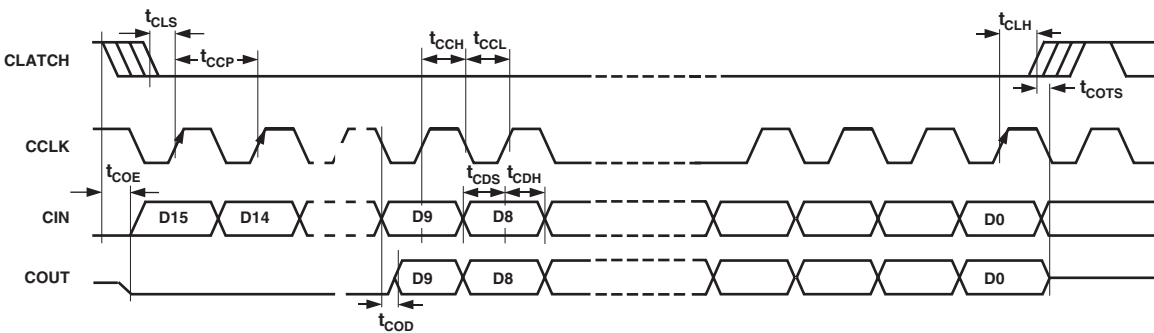 tCLS
tCCH tCCL
tCLH
tCCP
CLATCH
tCOTS
CCLK
tCOE
tCDS tCDH
CIN D15 D14 D9 D8 D0
COUT D9 D8 D0
tCOD